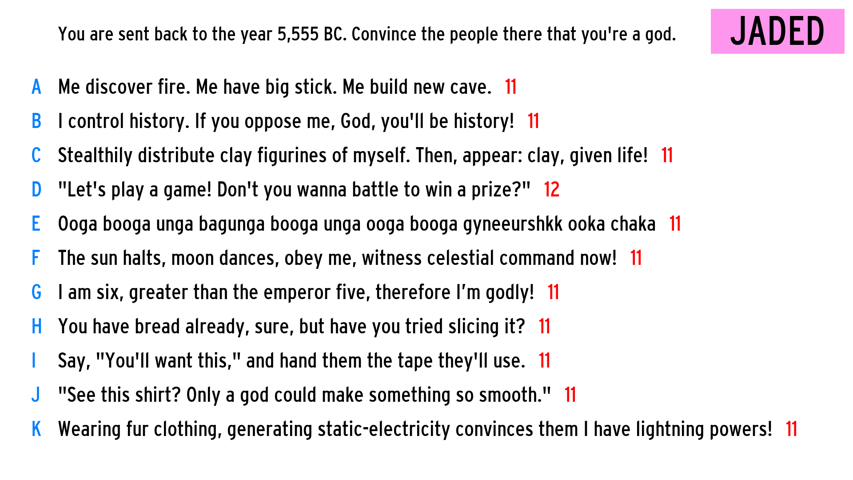 You are sent back to the year 5,555 BC. Convince the people there that you're a god.
JADED
A Me discover fire. Me have big stick. Me build new cave. 11
B I control history. If you oppose me, God, you'll be history! 11
C Stealthily distribute clay figurines of myself. Then, appear: clay, given life! 11
D "Let's play a game! Don't you wanna battle to win a prize?" 12
E Ooga booga unga bagunga booga unga ooga booga gyneeurshkk ooka chaka 11
F The sun halts, moon dances, obey me, witness celestial command now! 11
G I am six, greater than the emperor five, therefore I’m godly! 11
H You have bread already, sure, but have you tried slicing it? 11
I Say, "You'll want this," and hand them the tape they'll use. 11
J "See this shirt? Only a god could make something so smooth." 11
K Wearing fur clothing, generating static-electricity convinces them I have lightning powers! 11